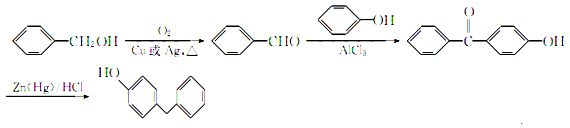 CH₂OH
O₂
Cu或Ag,△
CHO
OH
AlCl₃
O
C
OH
Zn(Hg)/HCl
HO